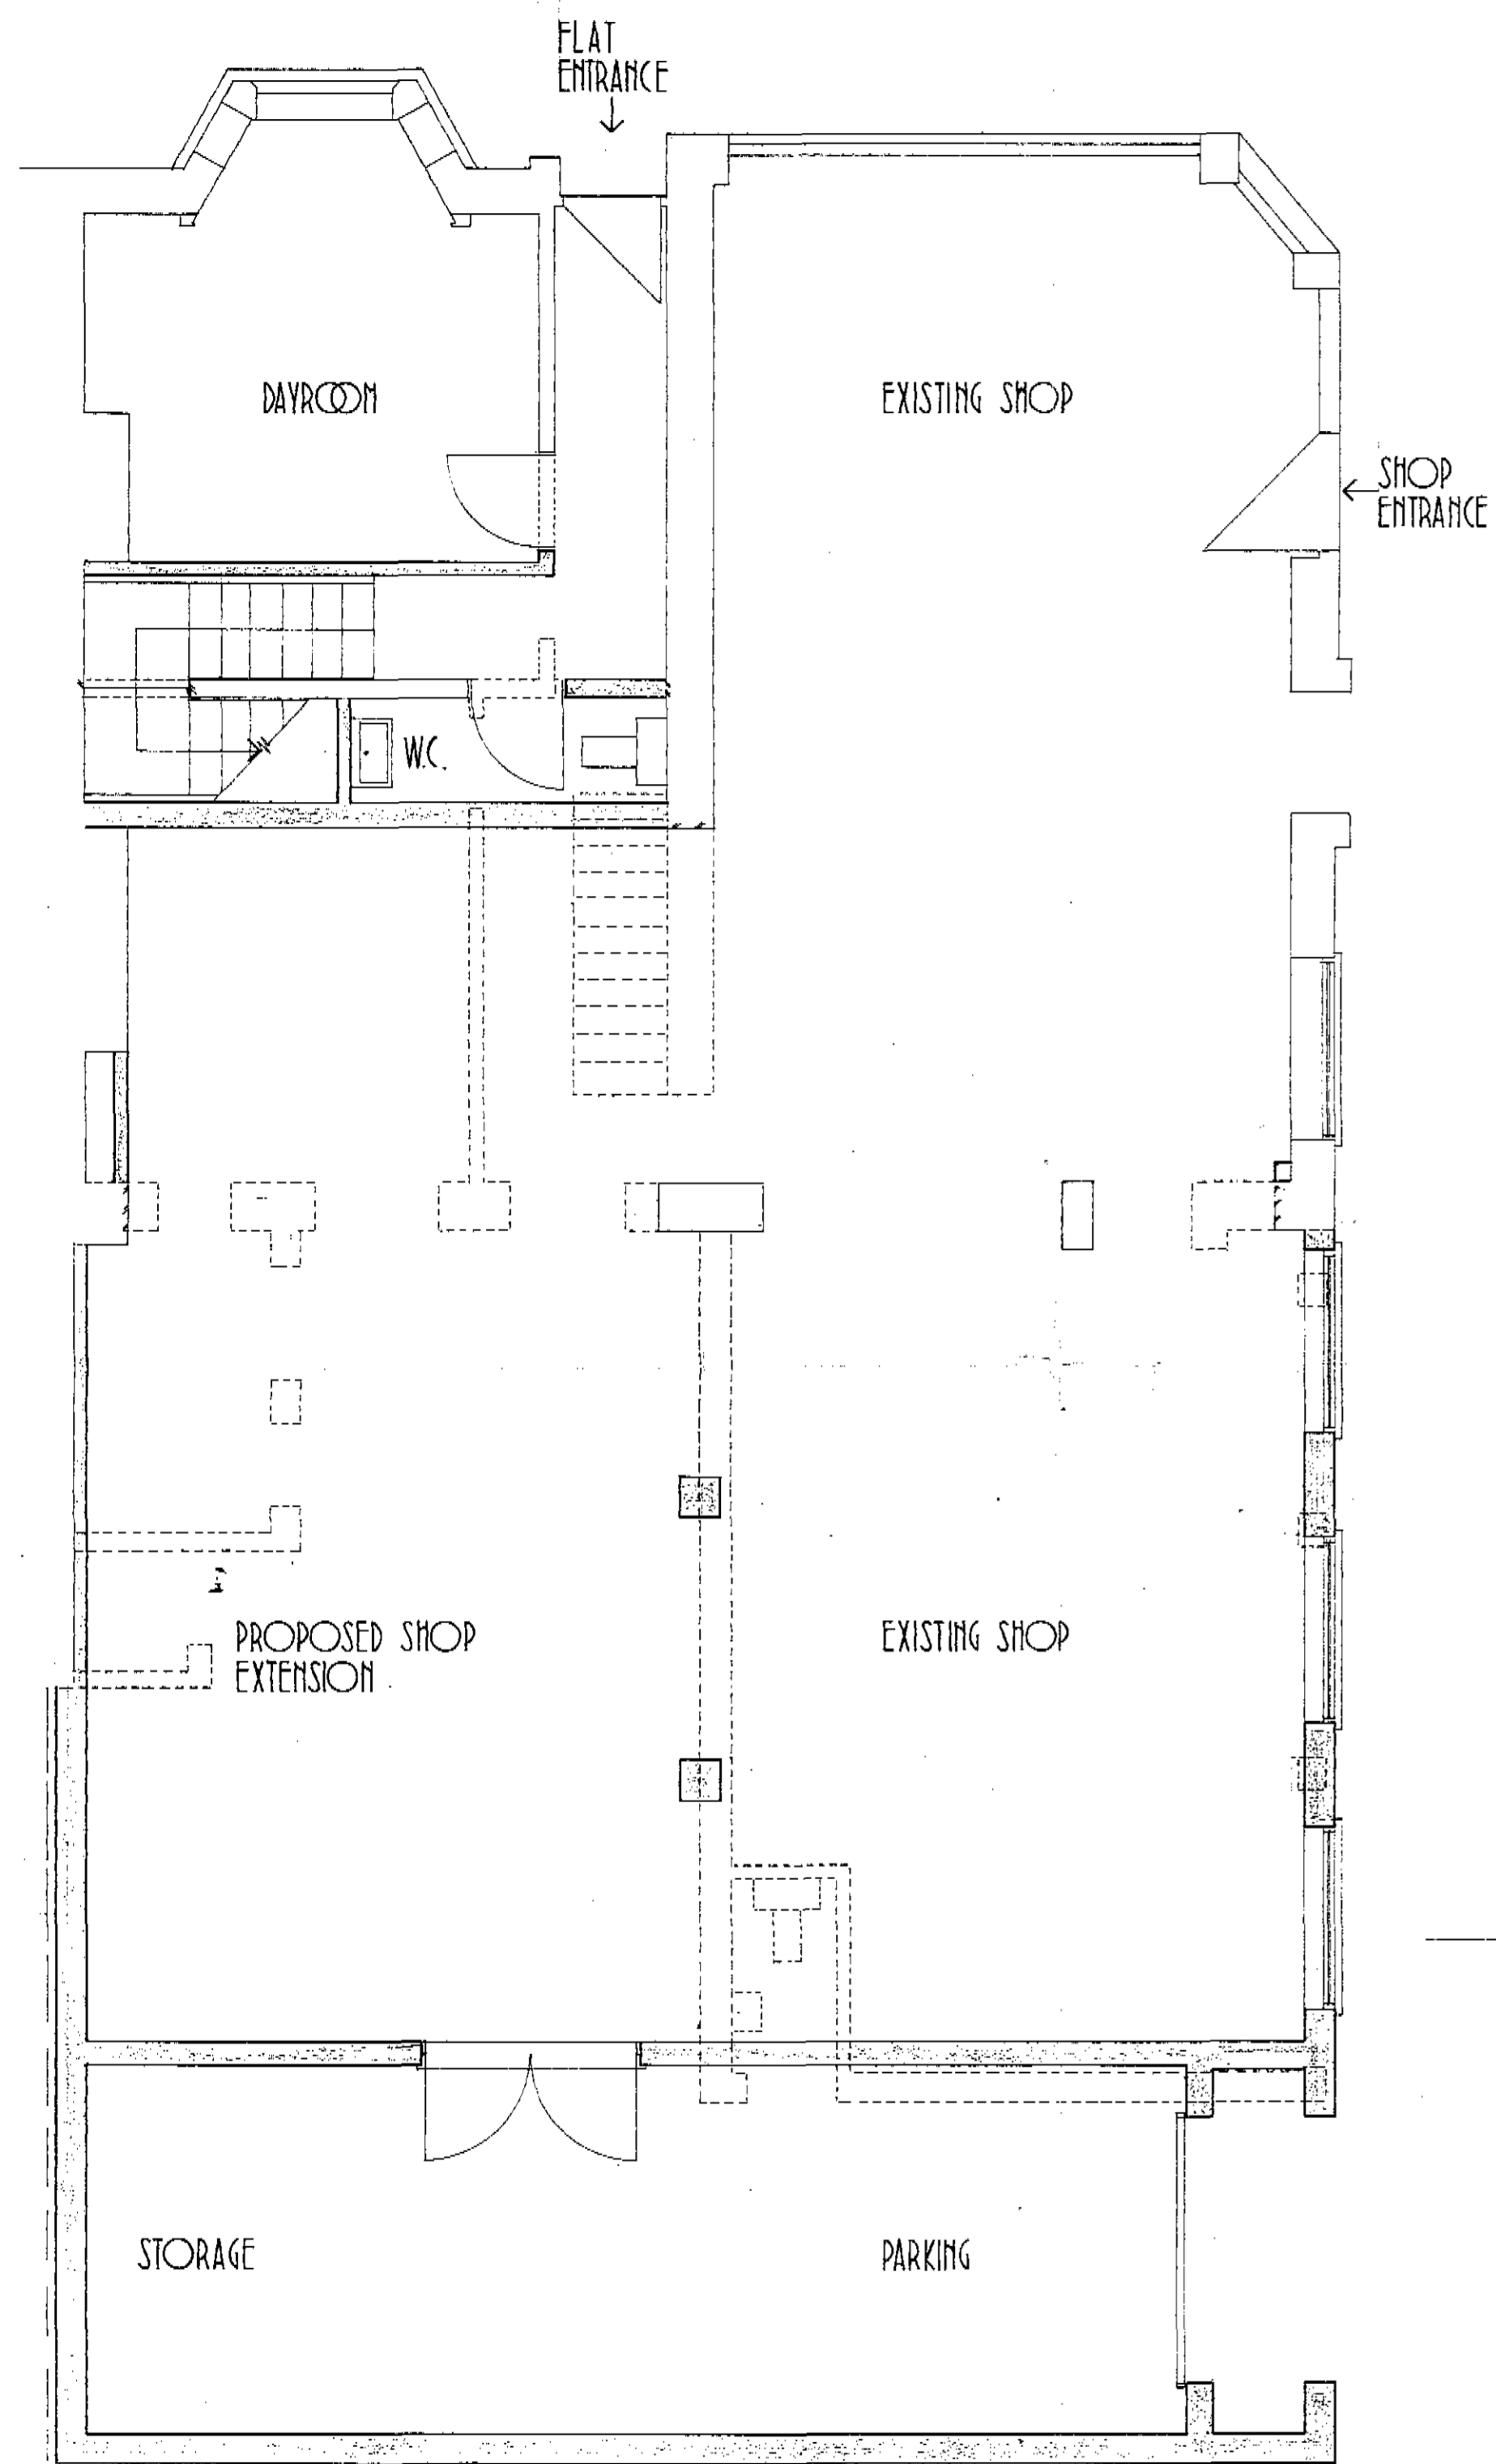 FLAT
ENTRANCE
DAYROOM
EXISTING SHOP
SHOP
ENTRANCE
W.C.
PROPOSED SHOP
EXTENSION
EXISTING SHOP
STORAGE
PARKING